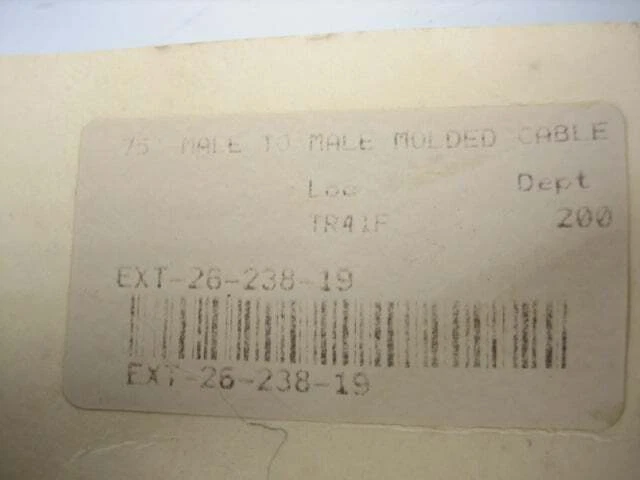 75' MALE TO MALE MOLDED CABLE
Loc Dept
TR41F 200
EXT-26-238-19
EXT-26-238-19